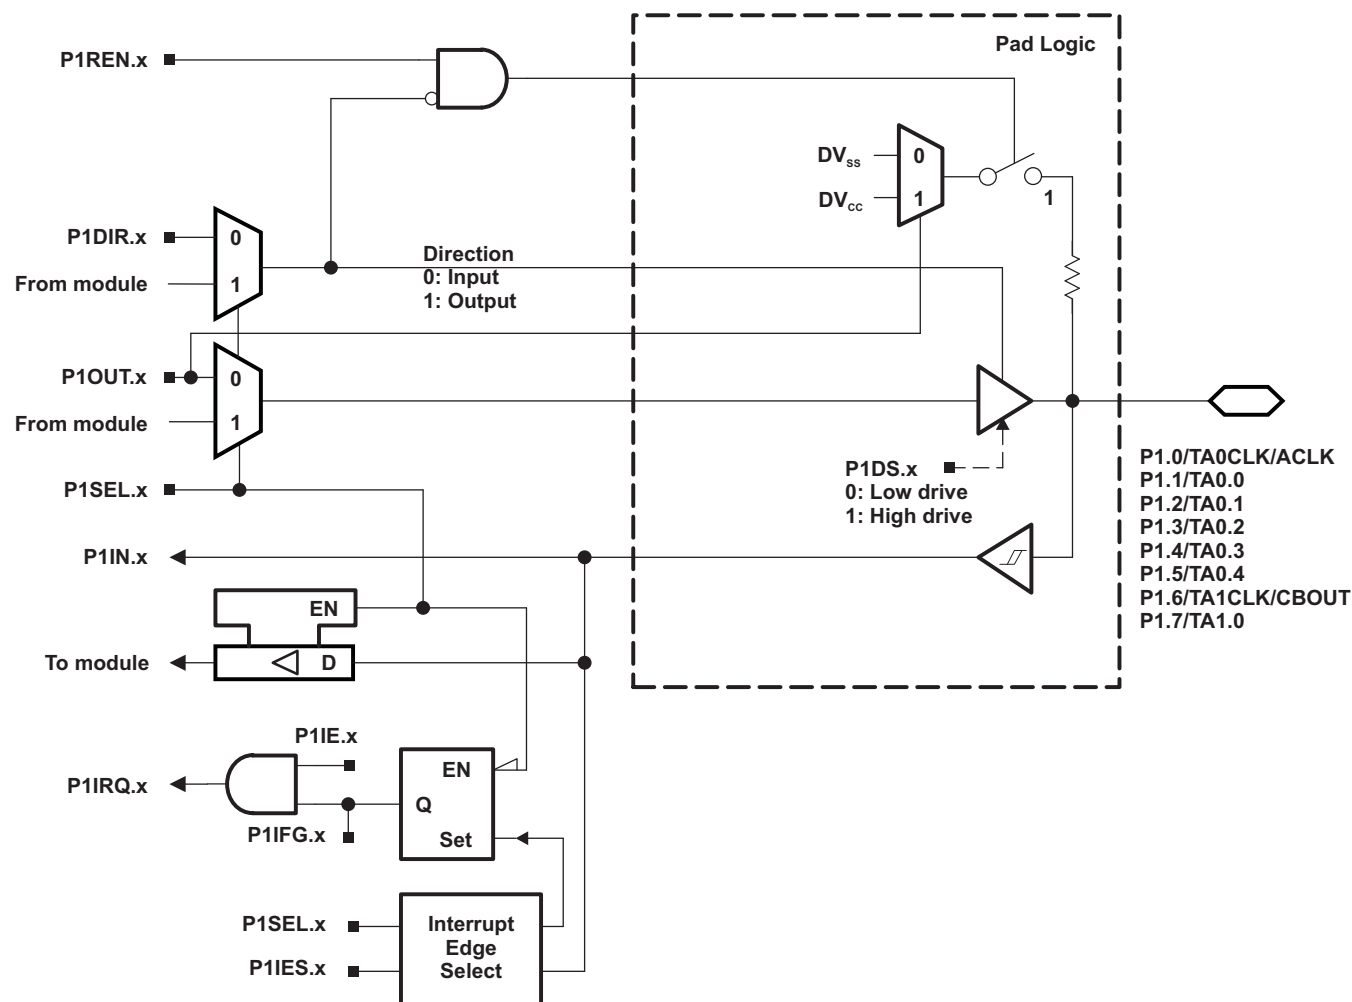 Pad Logic
P1REN.x
DVss
0
DVcc
1
1
P1DIR.x
0
From module
1
Direction
0: Input
1: Output
P1OUT.x
0
From module
1
P1DS.x
0: Low drive
1: High drive
P1.0/TA0CLK/ACLK
P1.1/TA0.0
P1.2/TA0.1
P1.3/TA0.2
P1.4/TA0.3
P1.5/TA0.4
P1.6/TA1CLK/CBOUT
P1.7/TA1.0
P1SEL.x
P1IN.x
EN
To module
D
P1IE.x
P1IRQ.x
EN
Q
P1IFG.x
Set
P1SEL.x
P1IES.x
Interrupt
Edge
Select